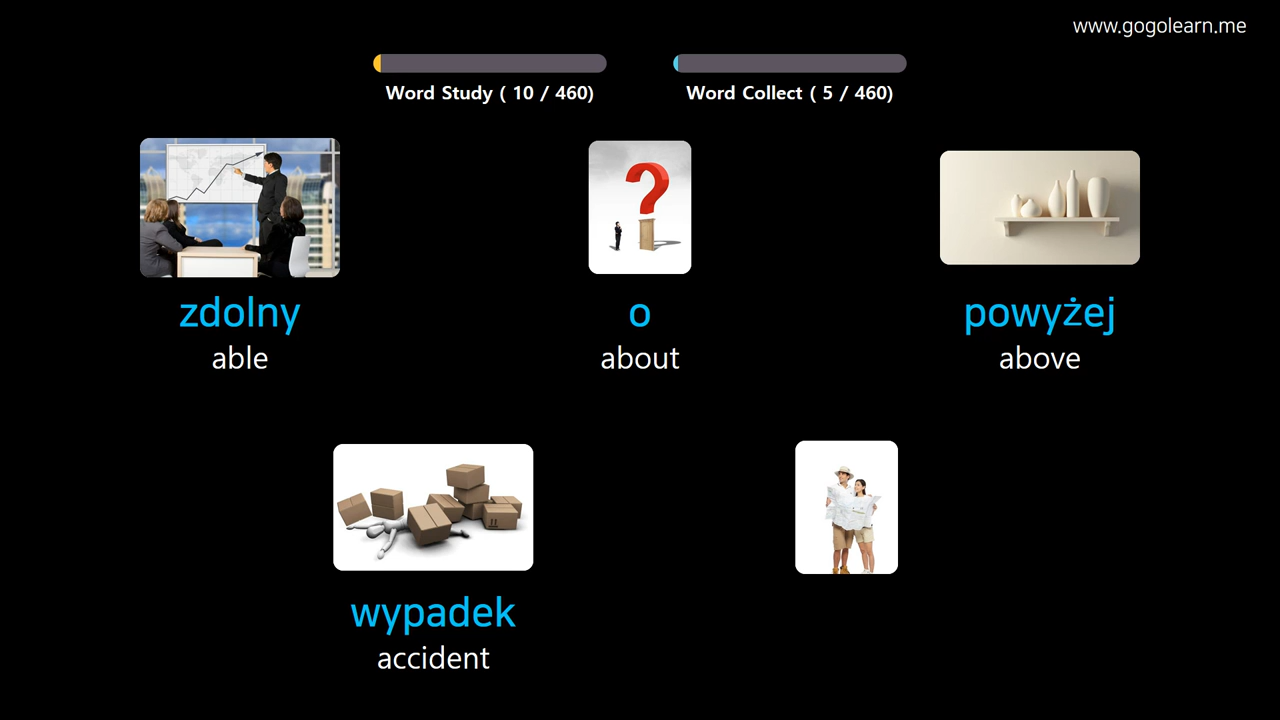 www.gogolearn.me
Word Study ( 10 / 460)
Word Collect ( 5 / 460)
zdolny
able
o
about
powyżej
above
wypadek
accident